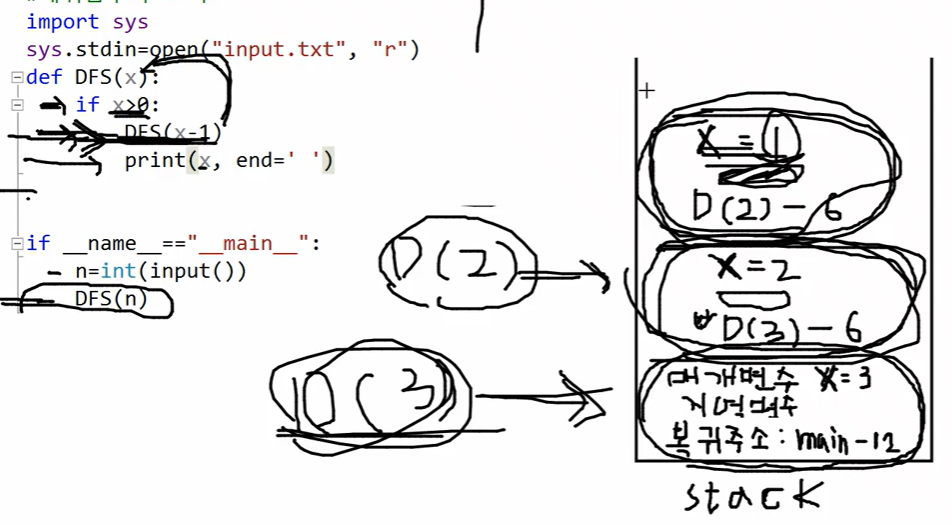 import sys
sys.stdin=open("input.txt", "r")
def DFS(x):
if x>0:
DFS(x-1)
print(x, end=' ')
if __name__=="__main__":
n=int(input())
DFS(n)
D(2)
D(3)
x=1
D(2)-6
x=2
D(3)-6
매개변수 x=3
지역변수
복귀주소: main-12
stack